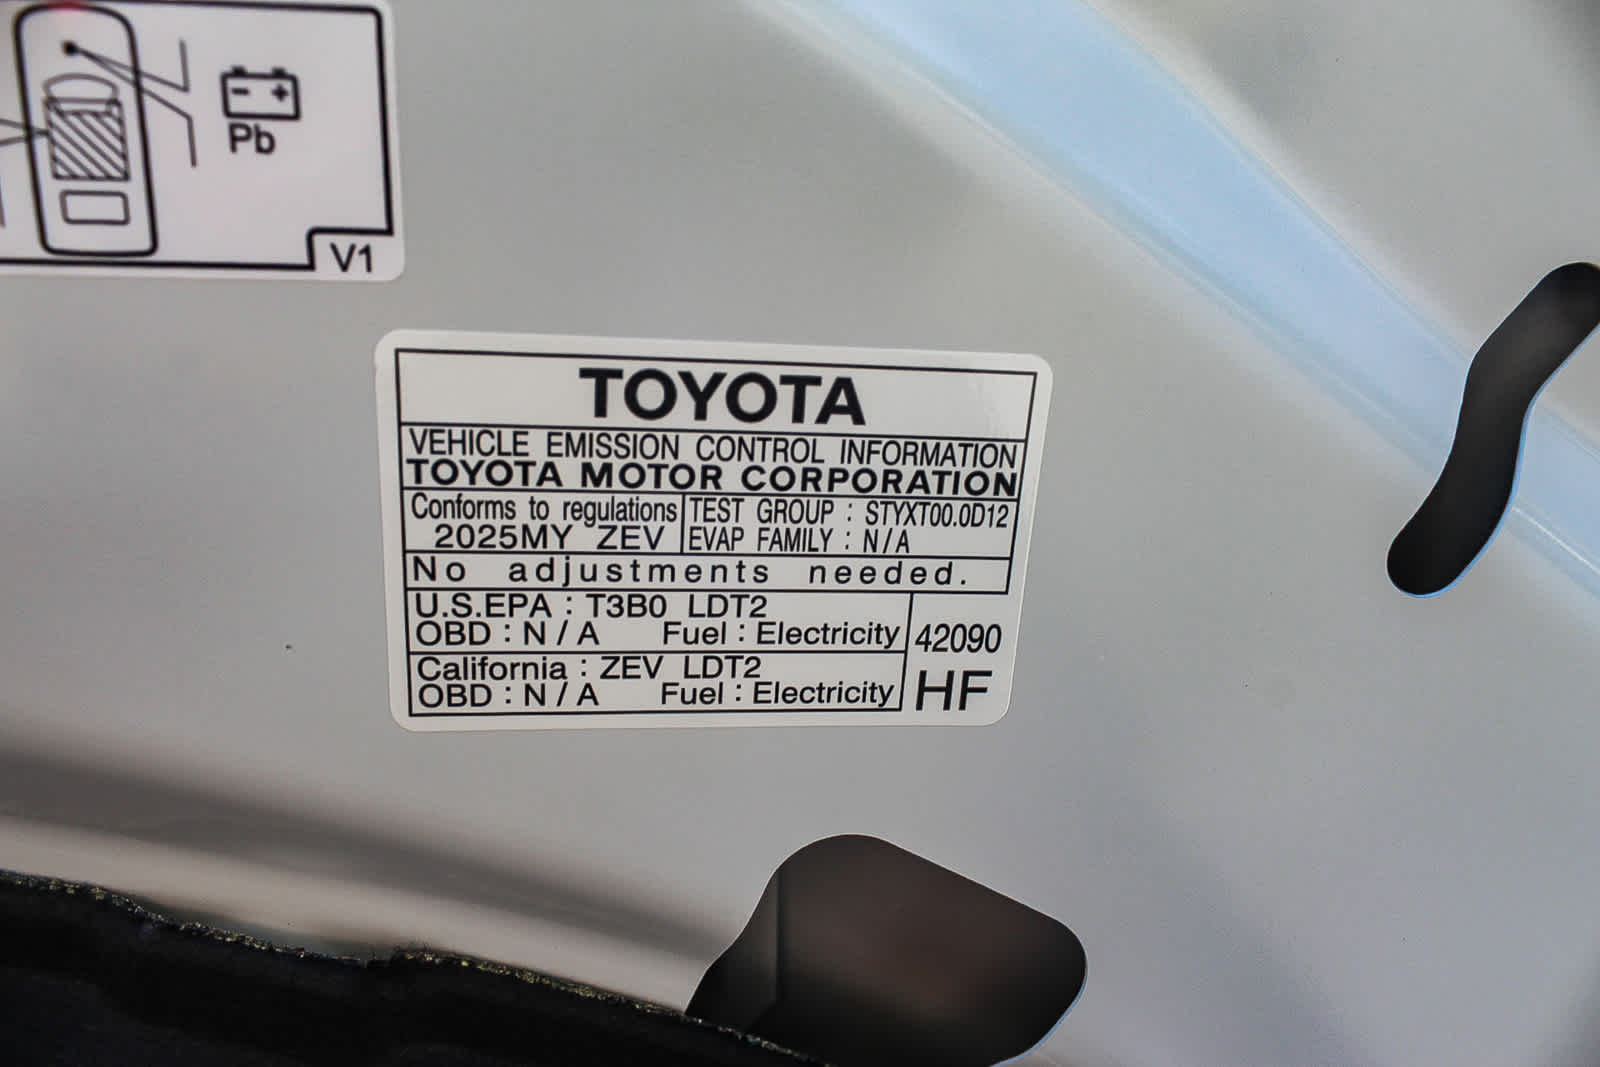 Pb
V1
TOYOTA
VEHICLE EMISSION CONTROL INFORMATION
TOYOTA MOTOR CORPORATION
Conforms to regulations
2025MY ZEV
TEST GROUP : STYXT00.0D12
EVAP FAMILY : N/A
No adjustments needed.
U.S.EPA : T3B0 LDT2
OBD : N/A Fuel : Electricity
California : ZEV LDT2
OBD : N/A Fuel : Electricity
42090
HF